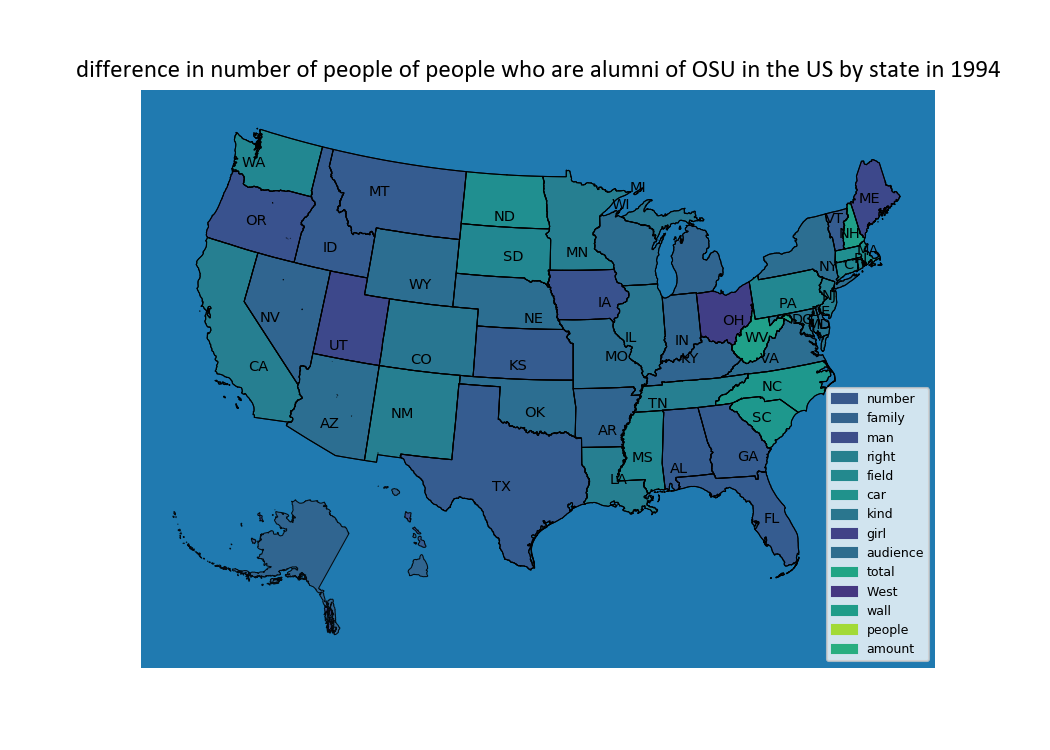 difference in number of people of people who are alumni of OSU in the US by state in 1994
WA
MT
ND
MN
WI
MI
ME
VT
NH
MA
RI
CT
NY
OR
ID
SD
WY
IA
NE
NV
UT
CO
KS
MO
IL
IN
OH
PA
NJ
DE
DC
MD
WV
VA
KY
CA
AZ
NM
OK
AR
TN
NC
SC
MS
AL
GA
LA
TX
FL
number
family
man
right
field
car
kind
girl
audience
total
West
wall
people
amount